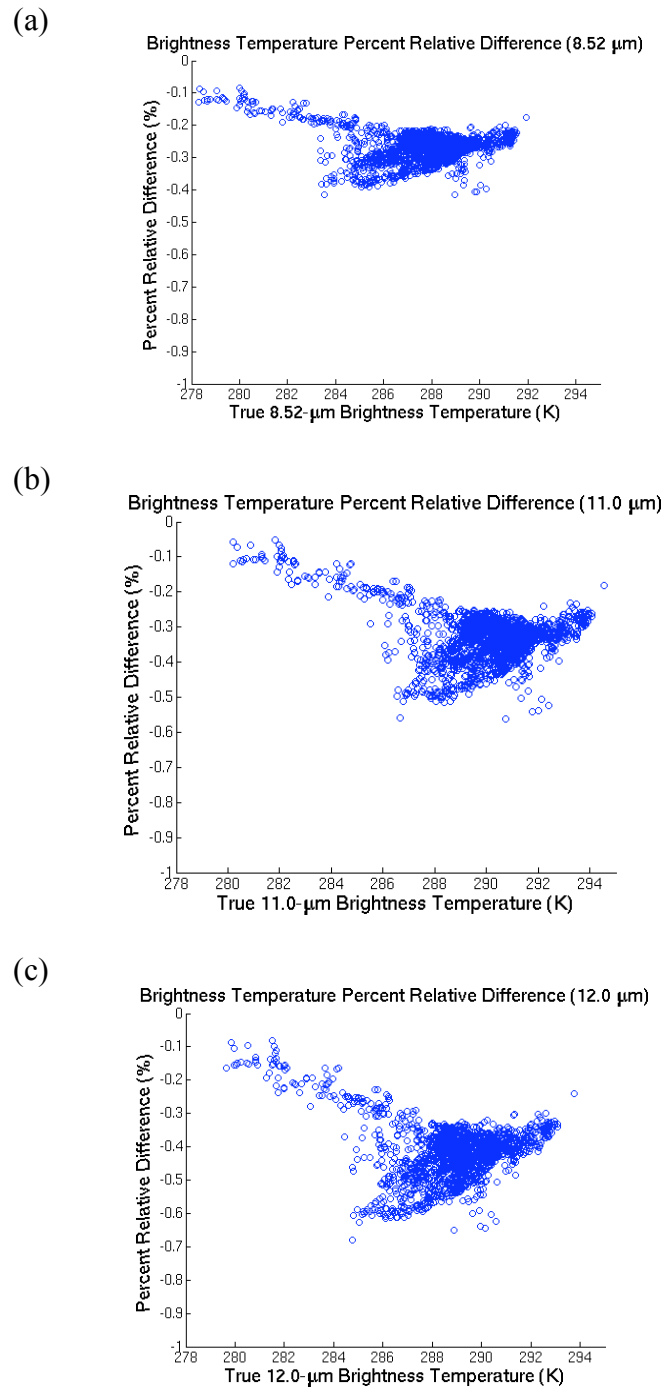 (a)
Brightness Temperature Percent Relative Difference (8.52 μm)
Percent Relative Difference (%)
0
-0.1
-0.2
-0.3
-0.4
-0.5
-0.6
-0.7
-0.8
-0.9
-1
278 280 282 284 286 288 290 292 294
True 8.52-μm Brightness Temperature (K)
(b)
Brightness Temperature Percent Relative Difference (11.0 μm)
Percent Relative Difference (%)
0
-0.1
-0.2
-0.3
-0.4
-0.5
-0.6
-0.7
-0.8
-0.9
-1
278 280 282 284 286 288 290 292 294
True 11.0-μm Brightness Temperature (K)
(c)
Brightness Temperature Percent Relative Difference (12.0 μm)
Percent Relative Difference (%)
0
-0.1
-0.2
-0.3
-0.4
-0.5
-0.6
-0.7
-0.8
-0.9
-1
278 280 282 284 286 288 290 292 294
True 12.0-μm Brightness Temperature (K)